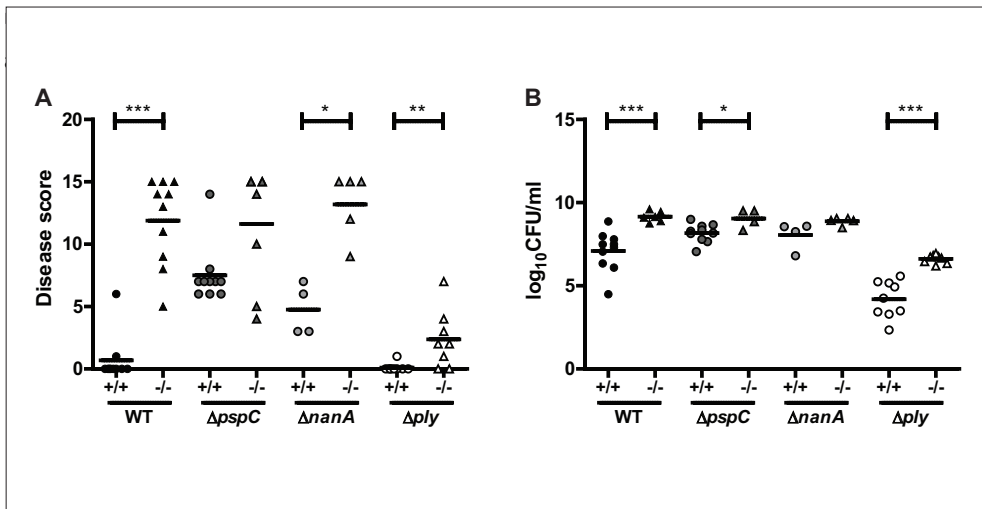 A
*** * **
20
15
10
5
0
Disease score
+/+ -/- +/+ -/- +/+ -/- +/+ -/-
WT ΔpspC ΔnanA Δply
B
*** * ***
15
10
5
0
log₁₀CFU/ml
+/+ -/- +/+ -/- +/+ -/- +/+ -/-
WT ΔpspC ΔnanA Δply